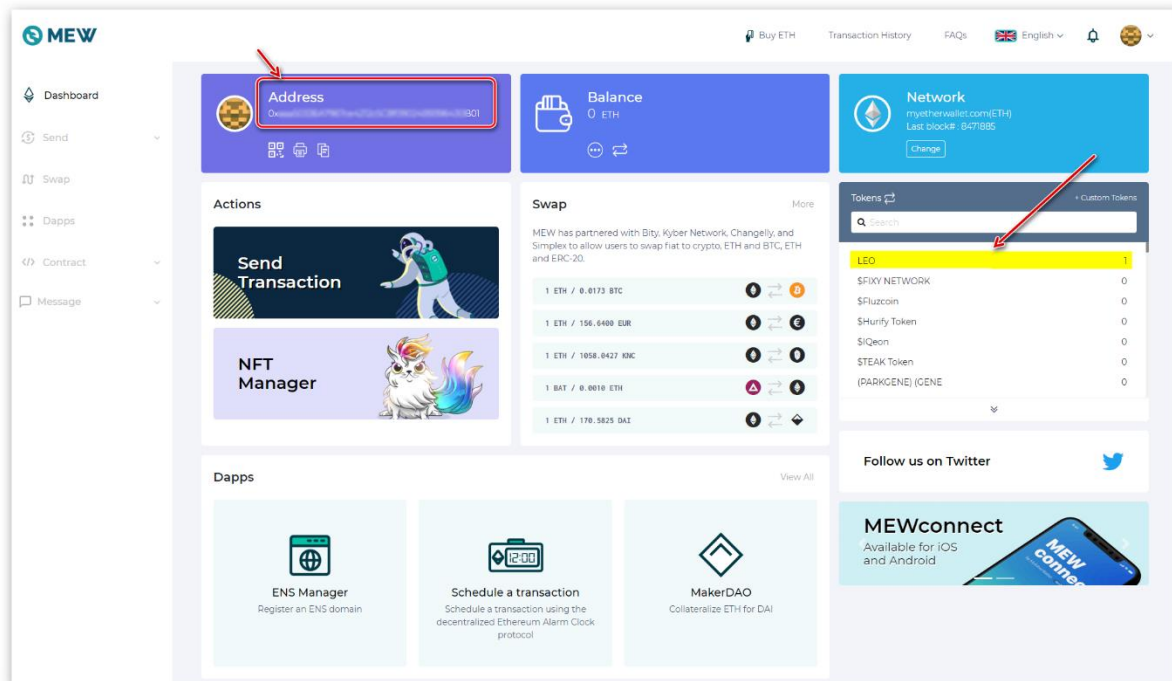 MEW
Buy ETH
Transaction History
FAQs
English
Dashboard
Send
Swap
Dapps
Contract
Message
Address
B01
Balance
0 ETH
Network
myetherwallet.com(ETH)
Last block# : 8471885
Change
Actions
Send
Transaction
NFT
Manager
Swap
More
MEW has partnered with Bity, Kyber Network, Changelly, and
Simplex to allow users to swap fiat to crypto, ETH and BTC, ETH
and ERC-20.
1 ETH / 0.0173 BTC
1 ETH / 156.6400 EUR
1 ETH / 1058.0427 KNC
1 BAT / 0.0010 ETH
1 ETH / 170.5825 DAI
Tokens
+ Custom Tokens
Search
LEO 1
$FIXY NETWORK 0
$Fluzcoin 0
$Hurify Token 0
$IQeon 0
$TEAK Token 0
(PARKGENE) (GENE 0
Follow us on Twitter
MEWconnect
Available for iOS
and Android
MEW
connect
Dapps
View All
ENS Manager
Register an ENS domain
12:00
Schedule a transaction
Schedule a transaction using the
decentralized Ethereum Alarm Clock
protocol
MakerDAO
Collateralize ETH for DAI